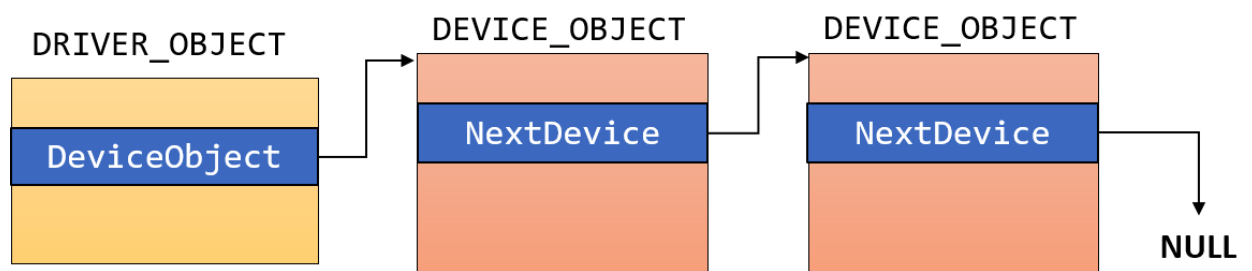 DRIVER_OBJECT
DEVICE_OBJECT
DEVICE_OBJECT
DeviceObject
NextDevice
NextDevice
NULL